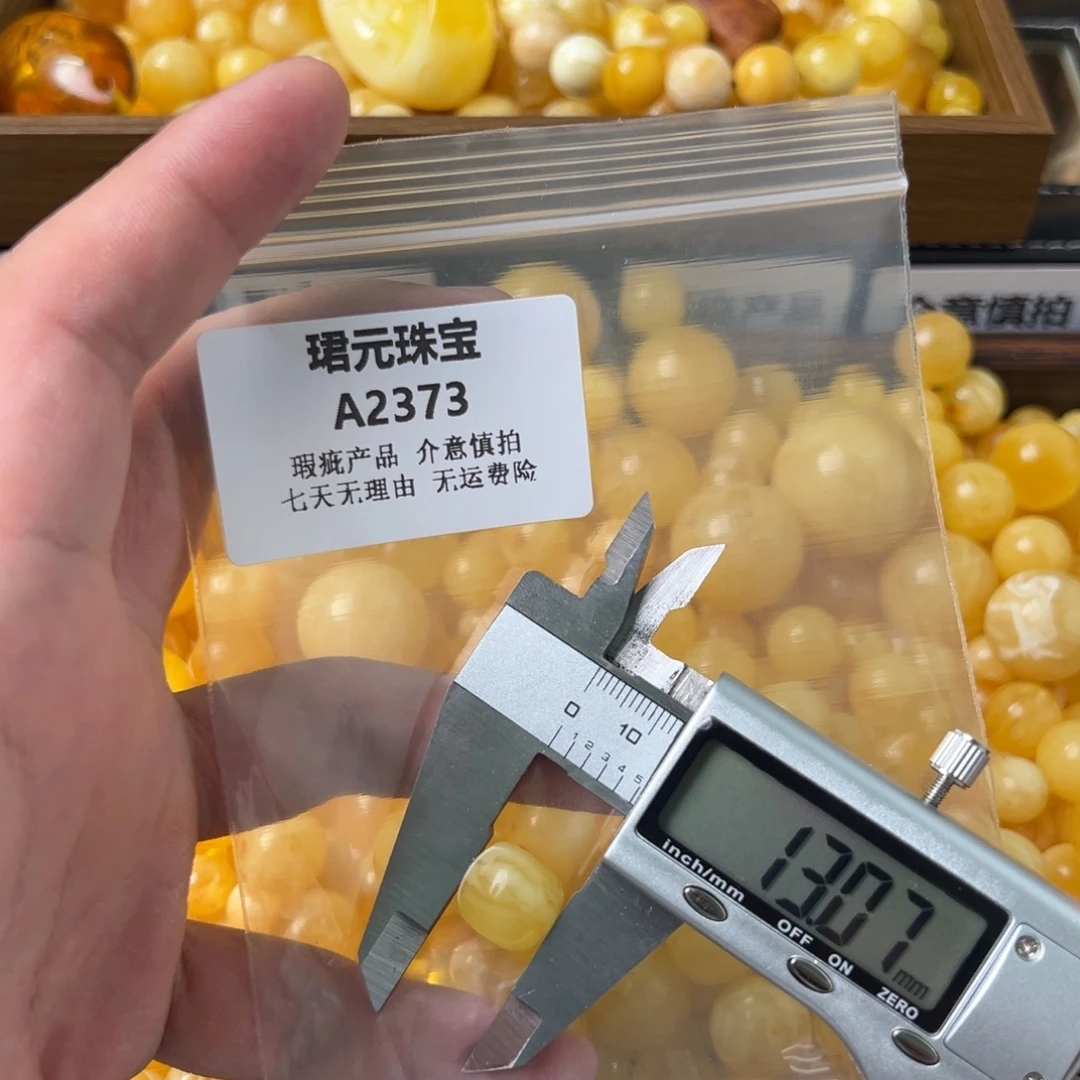 珺元珠宝
A2373
瑕疵产品 介意慎拍
七天无理由 无运费险
介意慎拍
0 10
1 2 3 4 5
13.07 mm
inch/mm
OFF
ON
ZERO